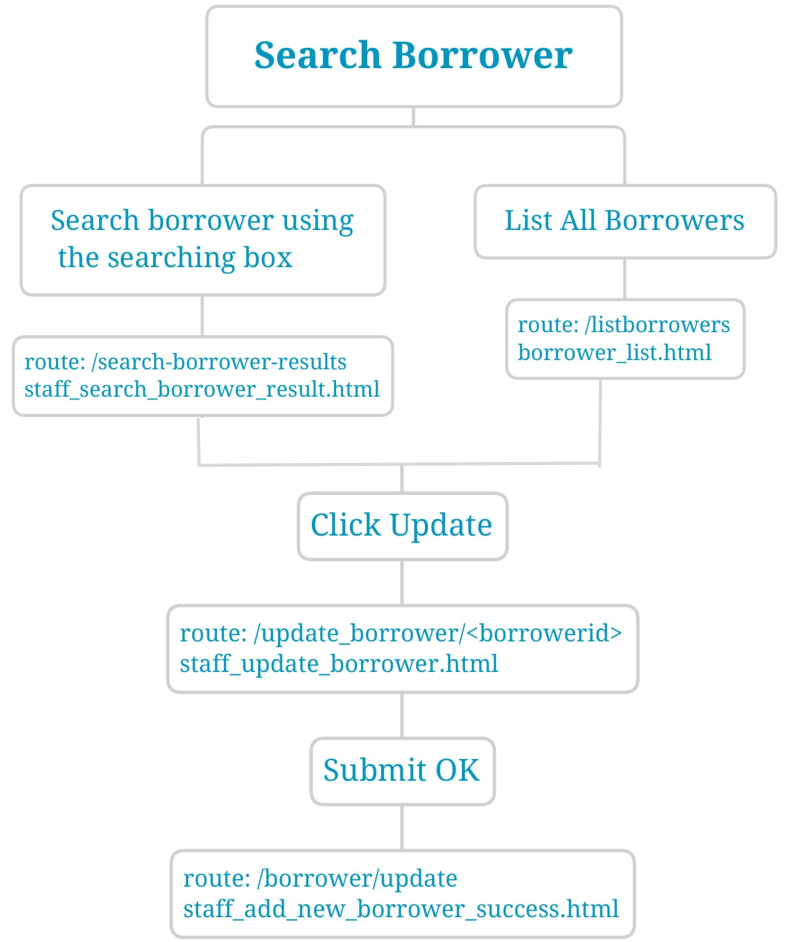 Search Borrower
Search borrower using
the searching box
List All Borrowers
route: /search-borrower-results
staff_search_borrower_result.html
route: /listborrowers
borrower_list.html
Click Update
route: /update_borrower/<borrowerid>
staff_update_borrower.html
Submit OK
route: /borrower/update
staff_add_new_borrower_success.html